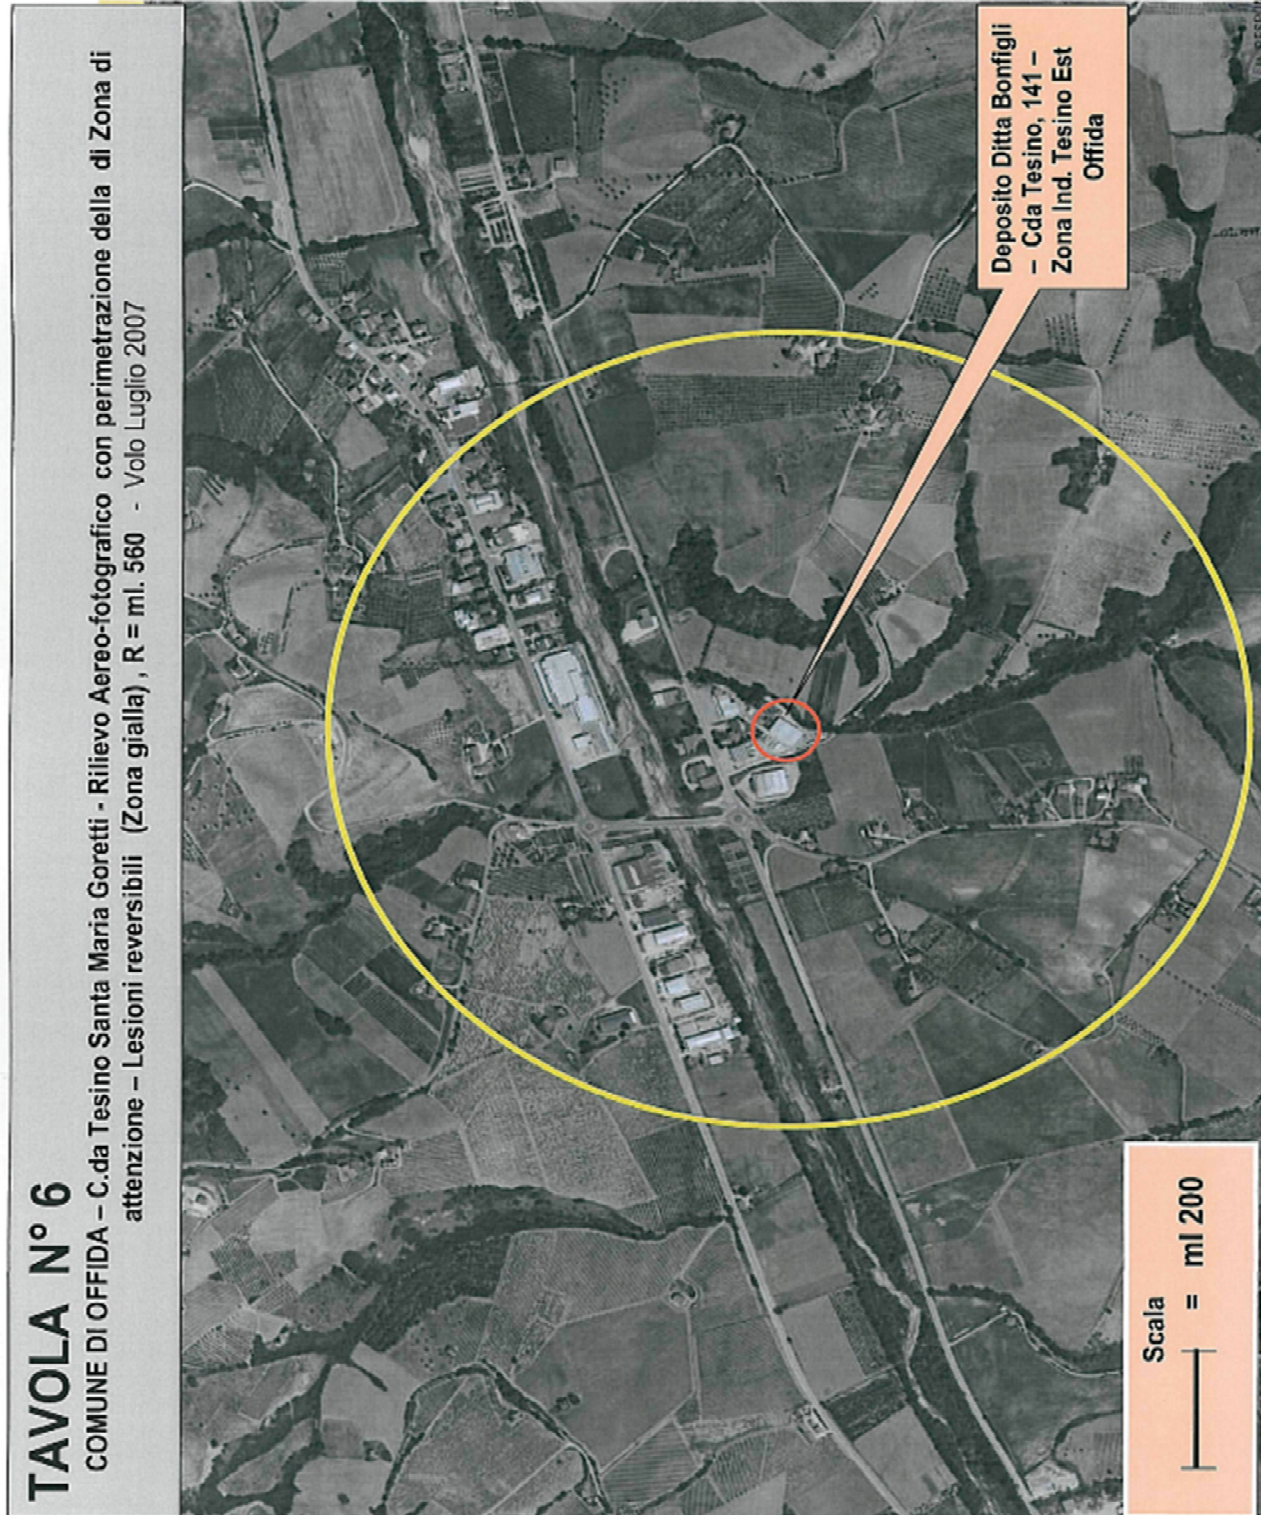 TAVOLA N° 6
COMUNE DI OFFIDA – C.da Tesino Santa Maria Goretti - Rilievo Aereo-fotografico con perimetrazione della di Zona di
attenzione – Lesioni reversibili (Zona gialla) , R = ml. 560 - Volo Luglio 2007
Deposito Ditta Bonfigli
– Cda Tesino, 141 –
Zona Ind. Tesino Est
Offida
Scala
= ml 200